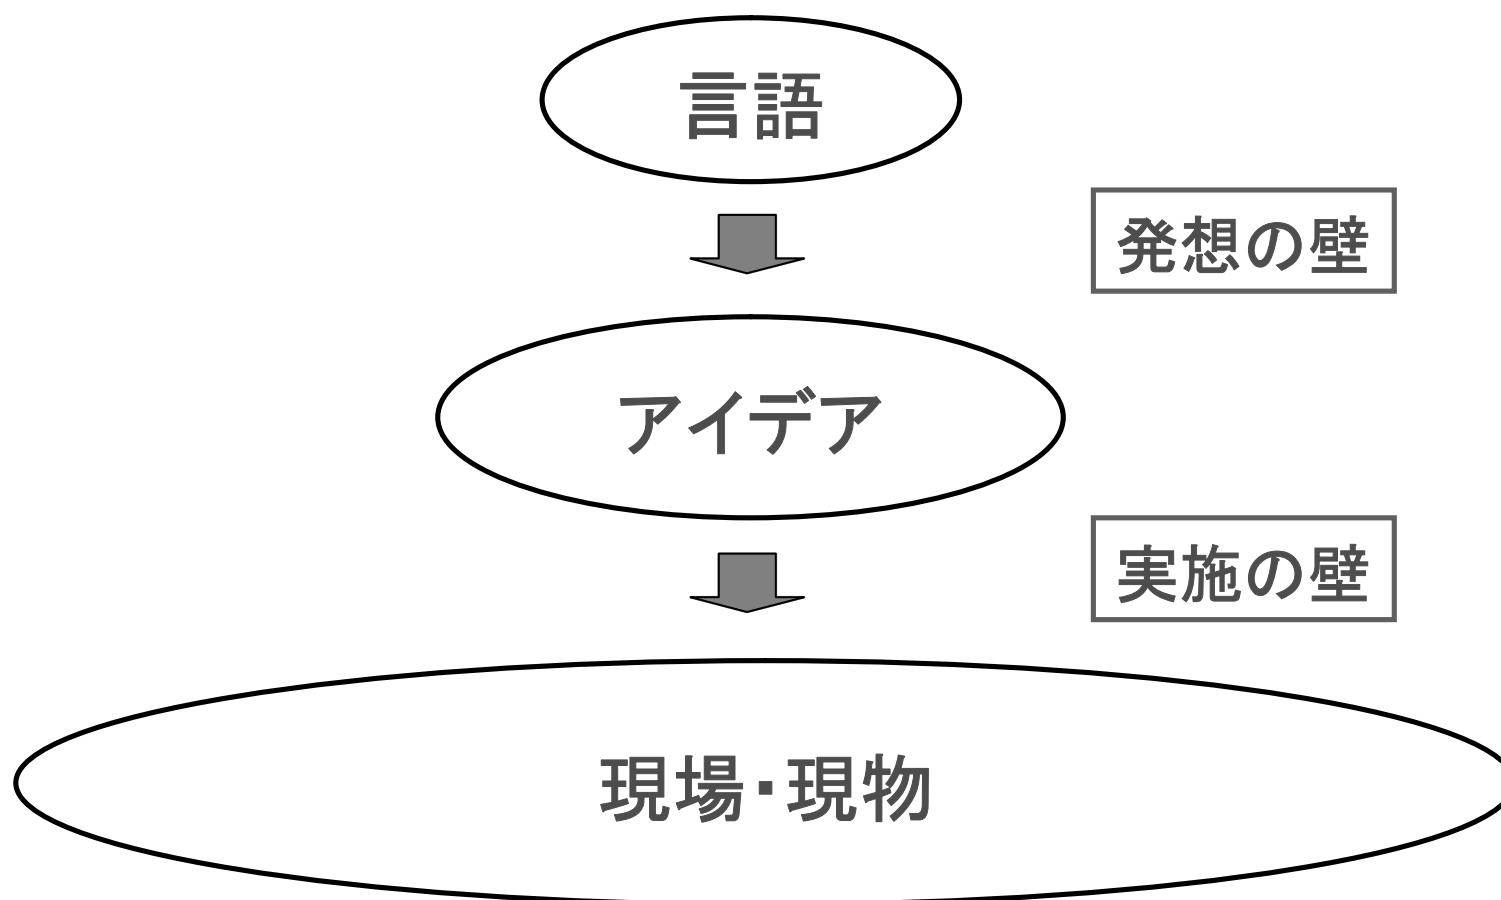 言語
発想の壁
アイデア
実施の壁
現場・現物